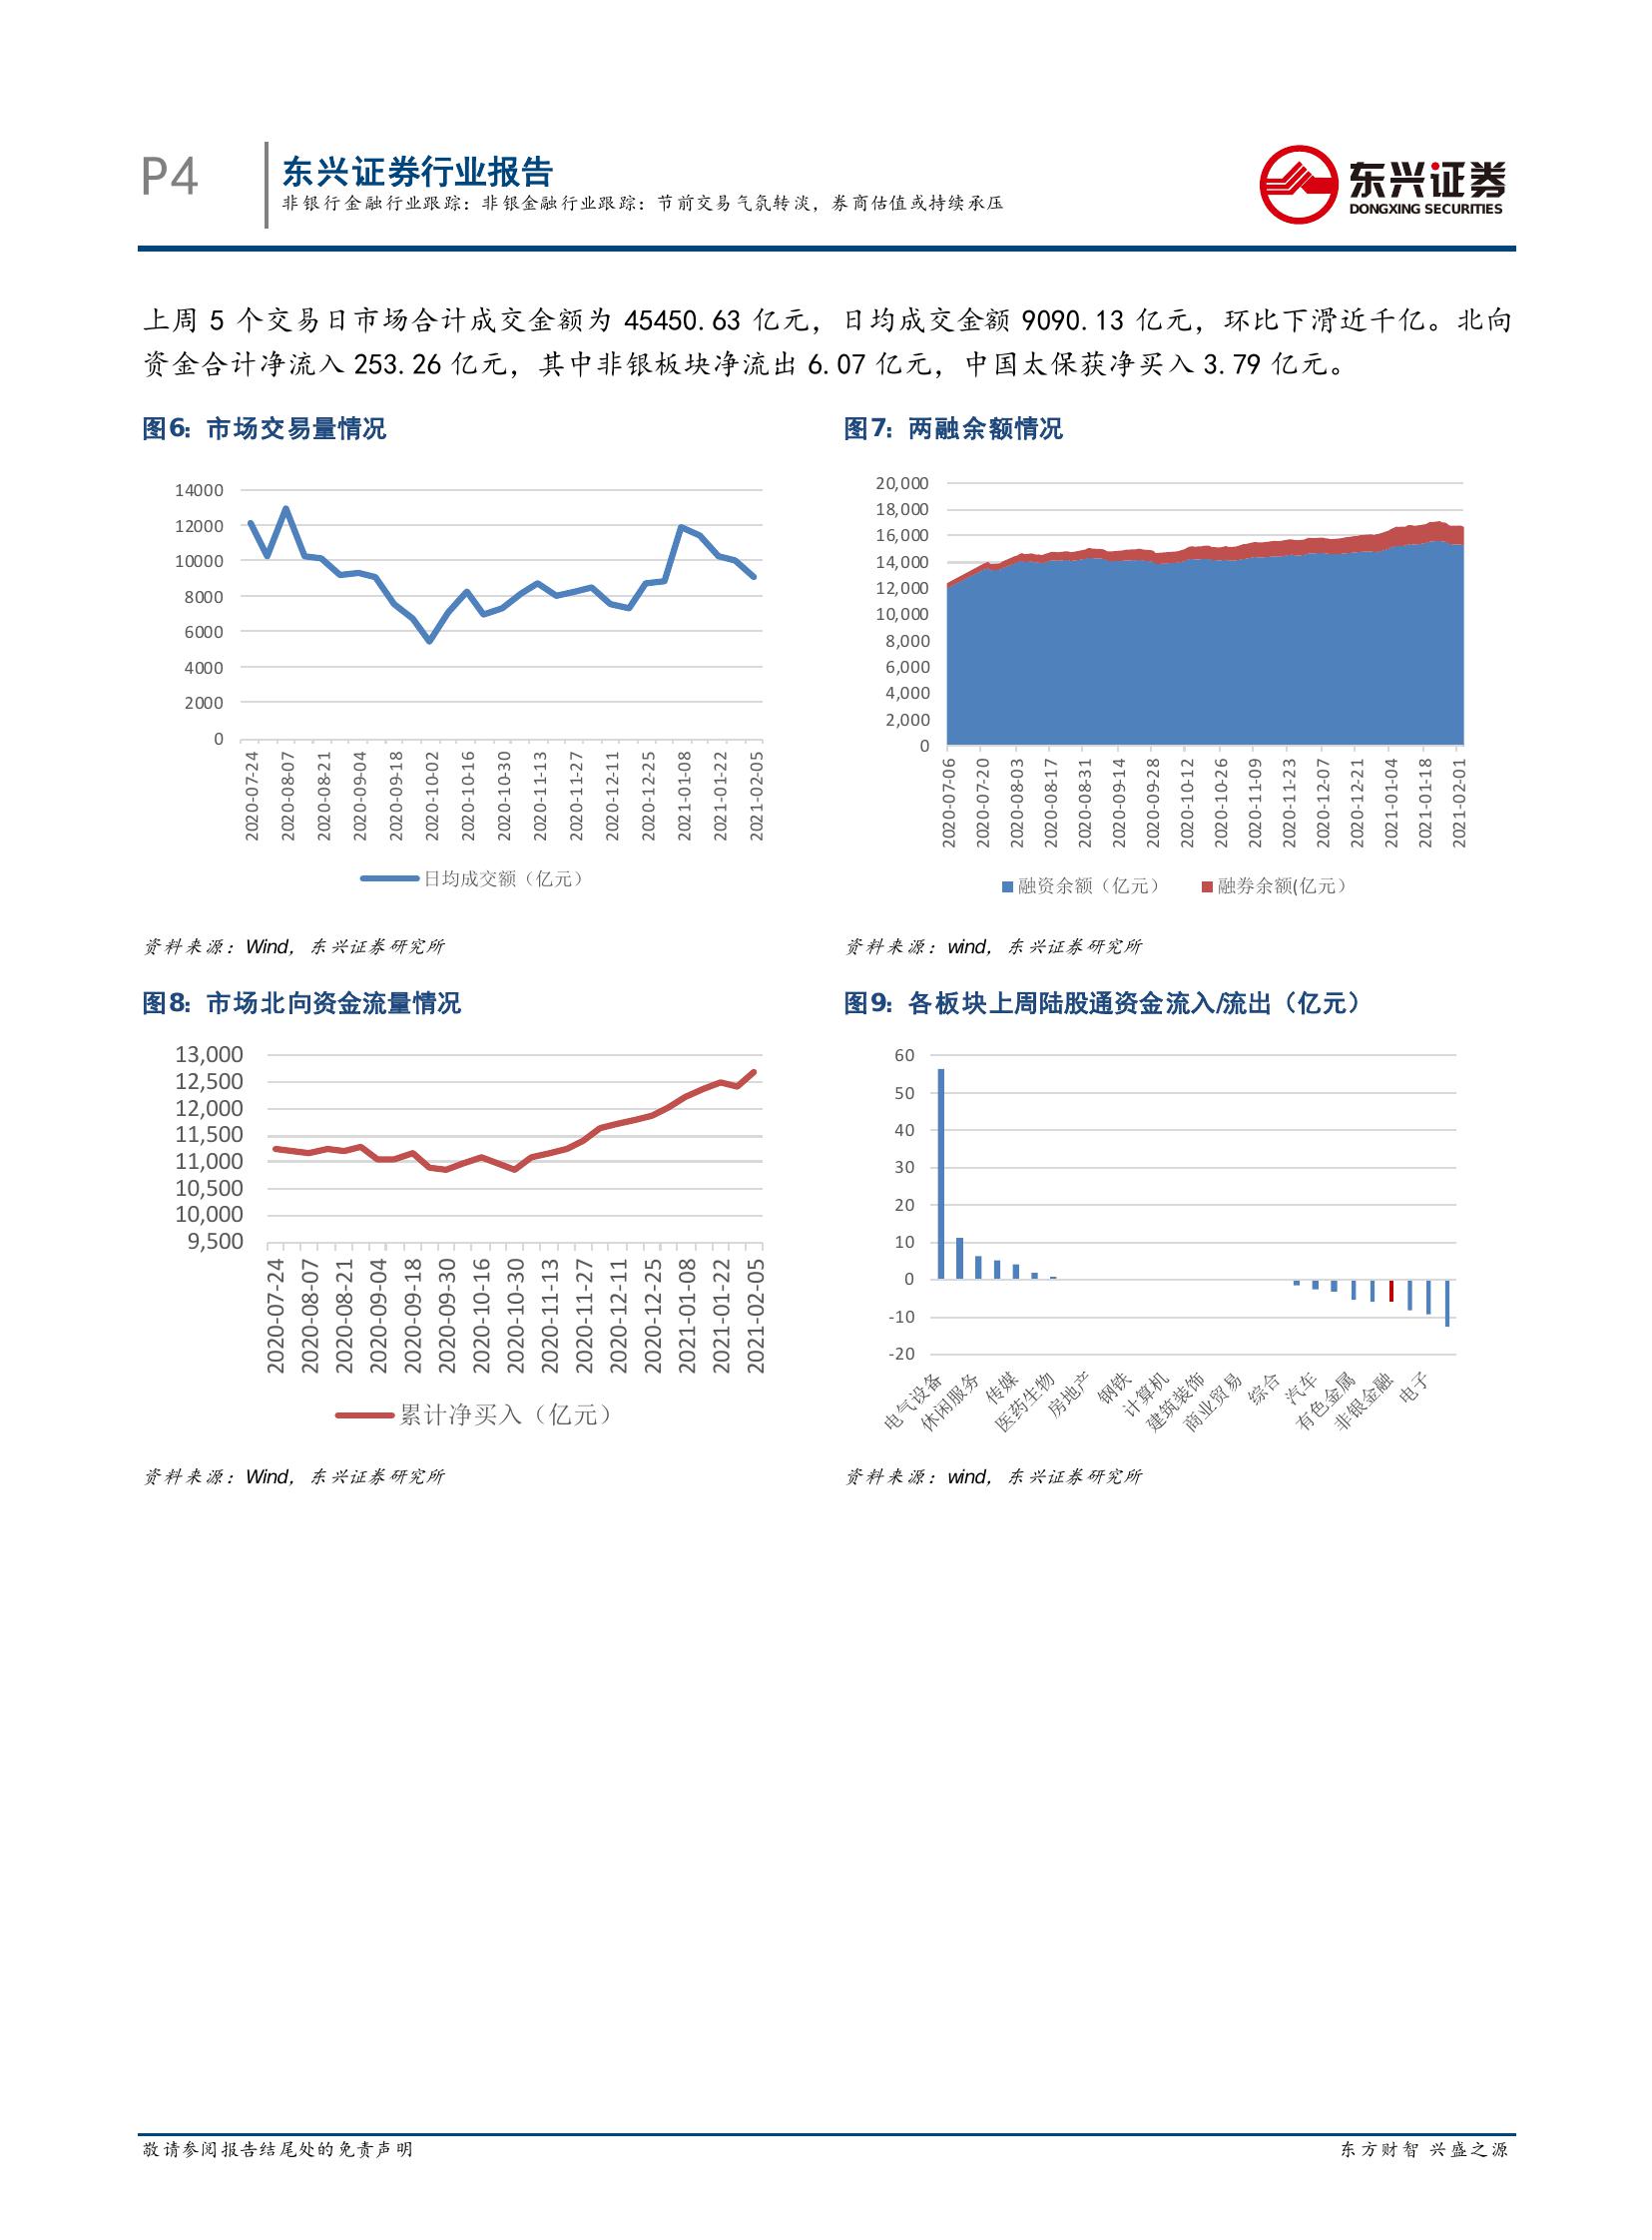 P4
东兴证券行业报告
非银行金融行业跟踪：非银金融行业跟踪：节前交易气氛转淡，券商估值或持续承压
东兴证券
DONGXING SECURITIES
上周 5 个交易日市场合计成交金额为 45450.63 亿元，日均成交金额 9090.13 亿元，环比下滑近千亿。北向
资金合计净流入 253.26 亿元，其中非银板块净流出 6.07 亿元，中国太保获净买入 3.79 亿元。
图6：市场交易量情况
14000
12000
10000
8000
6000
4000
2000
0
2020-07-24
2020-08-07
2020-08-21
2020-09-04
2020-09-18
2020-10-02
2020-10-16
2020-10-30
2020-11-13
2020-11-27
2020-12-11
2020-12-25
2021-01-08
2021-01-22
2021-02-05
日均成交额（亿元）
资料来源：Wind，东兴证券研究所
图7：两融余额情况
20,000
18,000
16,000
14,000
12,000
10,000
8,000
6,000
4,000
2,000
0
2020-07-06
2020-07-20
2020-08-03
2020-08-17
2020-08-31
2020-09-14
2020-09-28
2020-10-12
2020-10-26
2020-11-09
2020-11-23
2020-12-07
2020-12-21
2021-01-04
2021-01-18
2021-02-01
融资余额（亿元） 融券余额(亿元）
资料来源：wind，东兴证券研究所
图8：市场北向资金流量情况
13,000
12,500
12,000
11,500
11,000
10,500
10,000
9,500
2020-07-24
2020-08-07
2020-08-21
2020-09-04
2020-09-18
2020-09-30
2020-10-16
2020-10-30
2020-11-13
2020-11-27
2020-12-11
2020-12-25
2021-01-08
2021-01-22
2021-02-05
累计净买入（亿元）
资料来源：Wind，东兴证券研究所
图9：各板块上周陆股通资金流入/流出（亿元）
60
50
40
30
20
10
0
-10
-20
电气设备
休闲服务
传媒
医药生物
房地产
钢铁
计算机
建筑装饰
商业贸易
综合
汽车
有色金属
非银金融
电子
资料来源：wind，东兴证券研究所
敬请参阅报告结尾处的免责声明
东方财智 兴盛之源